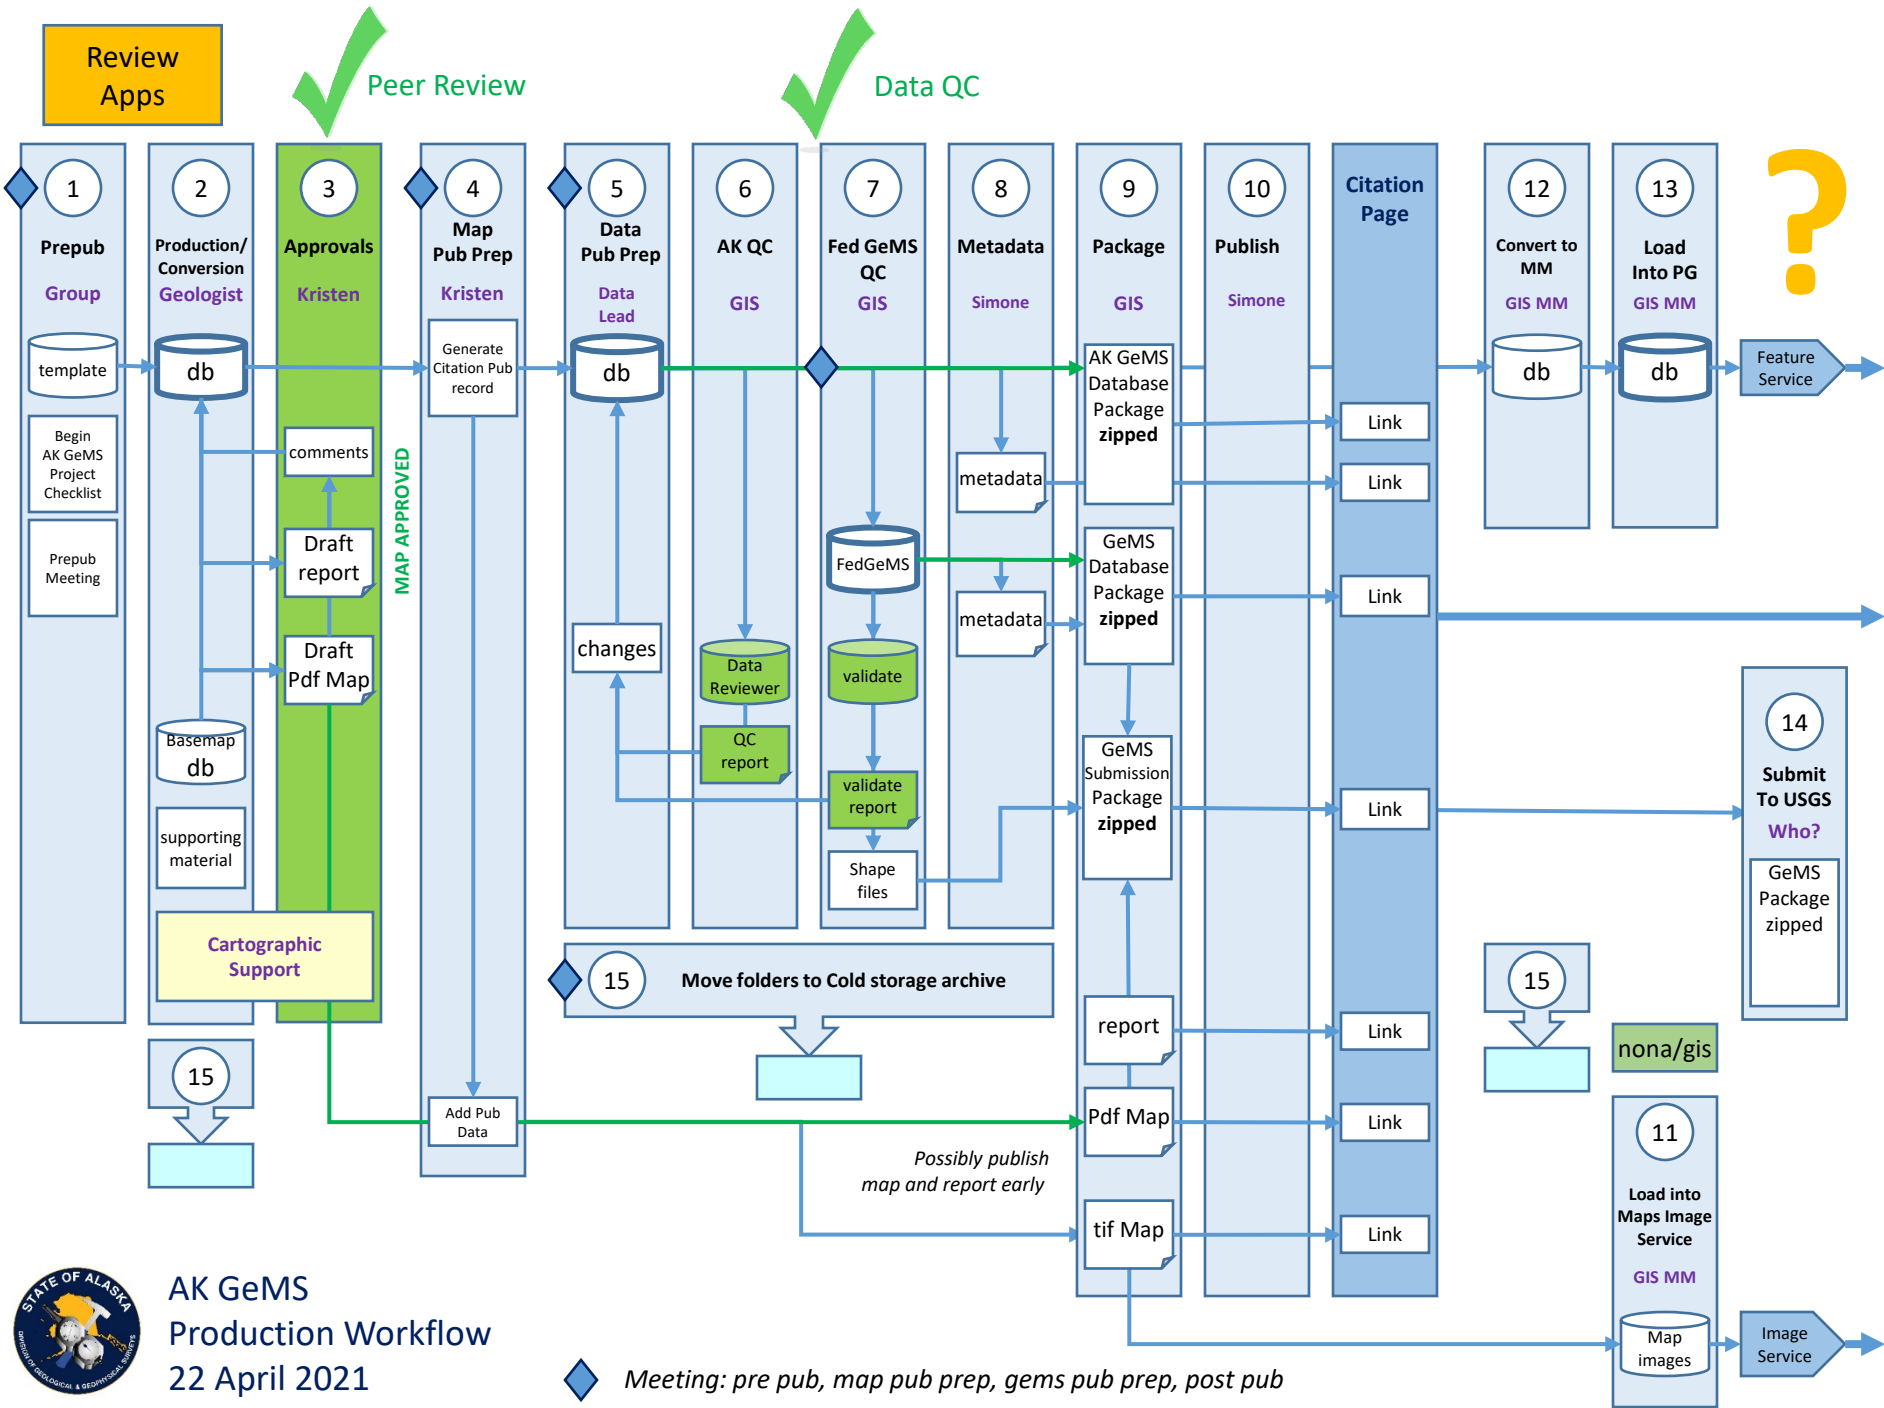 Review
Apps
Peer Review
Data QC
1
Prepub
Group
template
Begin
AK GeMS
Project
Checklist
Prepub
Meeting
2
Production/
Conversion
Geologist
db
Basemap
db
supporting
material
Cartographic
Support
15
3
Approvals
Kristen
comments
Draft
report
Draft
Pdf Map
MAP APPROVED
4
Map
Pub Prep
Kristen
Generate
Citation Pub
record
Add Pub
Data
5
Data
Pub Prep
Data
Lead
db
changes
6
AK QC
GIS
Data
Reviewer
QC
report
7
Fed GeMS
QC
GIS
FedGeMS
validate
validate
report
Shape
files
8
Metadata
Simone
metadata
metadata
15
Move folders to Cold storage archive
Possibly publish
map and report early
9
Package
GIS
AK GeMS
Database
Package
zipped
GeMS
Database
Package
zipped
GeMS
Submission
Package
zipped
report
Pdf Map
tif Map
10
Publish
Simone
Citation
Page
Link
Link
Link
Link
Link
Link
Link
12
Convert to
MM
GIS MM
db
15
13
Load
Into PG
GIS MM
db
?
Feature
Service
14
Submit
To USGS
Who?
GeMS
Package
zipped
nona/gis
11
Load into
Maps Image
Service
GIS MM
Map
images
Image
Service
STATE OF ALASKA
DIVISION OF GEOLOGICAL & GEOPHYSICAL SURVEYS
AK GeMS
Production Workflow
22 April 2021
Meeting: pre pub, map pub prep, gems pub prep, post pub